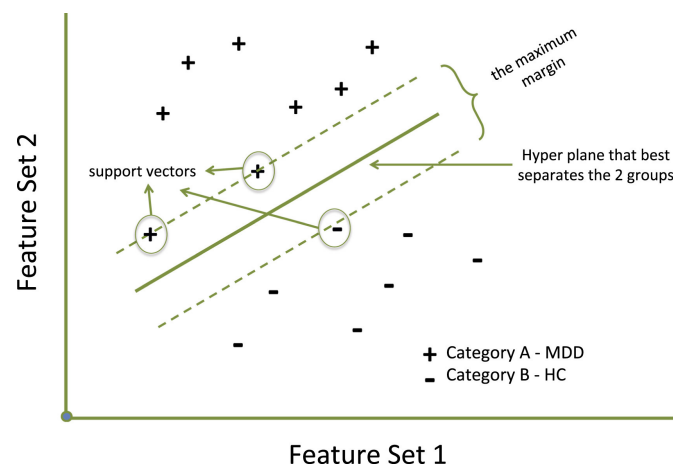 the maximum
margin
Feature Set 2
support vectors
Hyper plane that best
separates the 2 groups
+ Category A - MDD
- Category B - HC
Feature Set 1